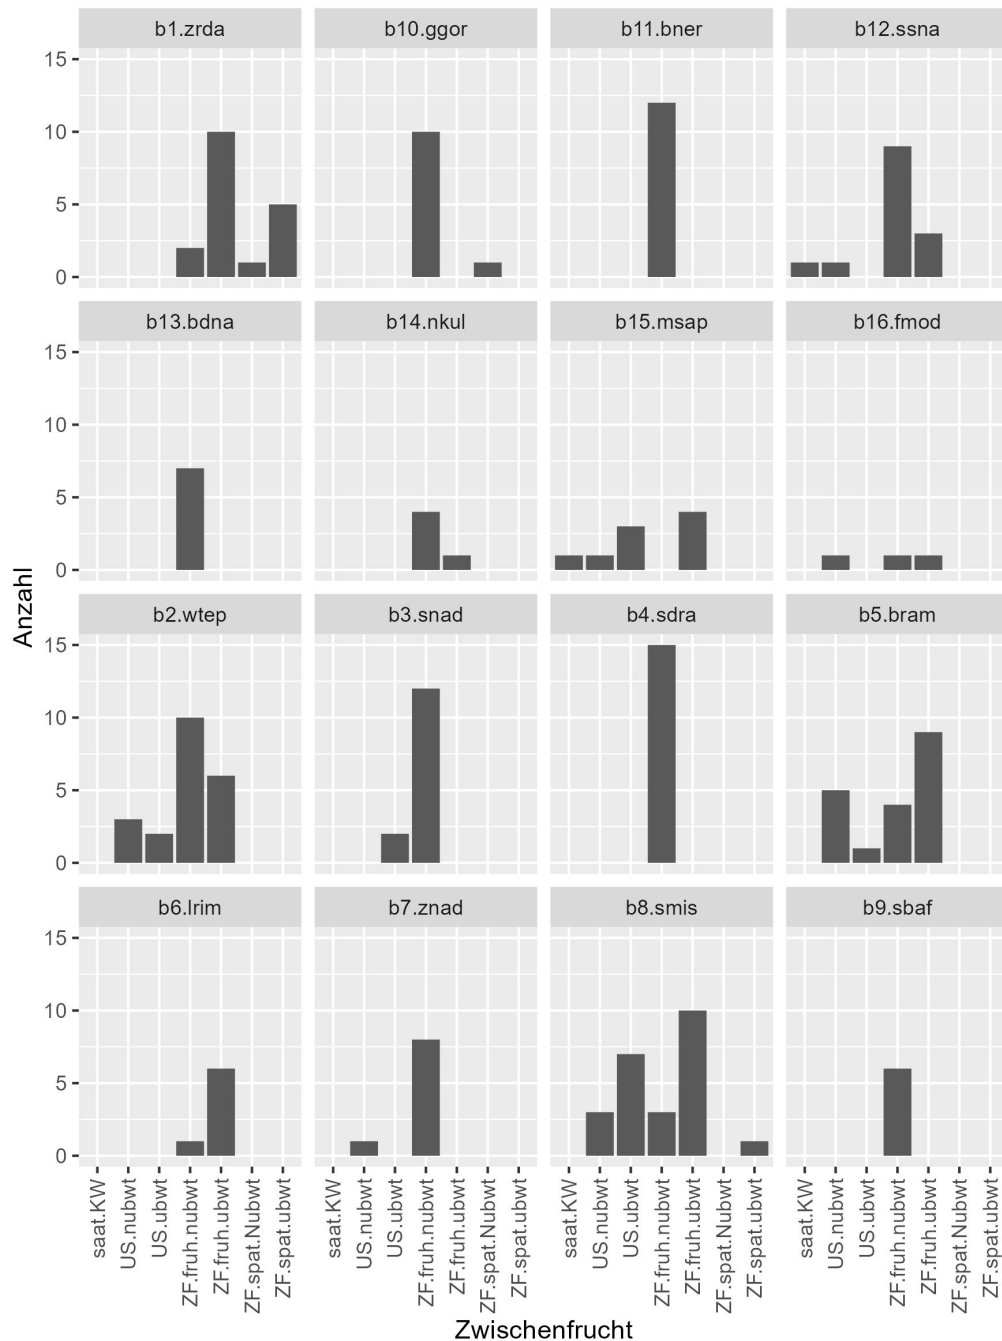 b1.zrda b10.ggor b11.bner b12.ssna
15
10
5
0
b13.bdna b14.nkul b15.msap b16.fmod
15
10
5
0
Anzahl
b2.wtep b3.snad b4.sdra b5.bram
15
10
5
0
b6.lrim b7.znad b8.smis b9.sbaf
15
10
5
0
saat.KW US.nubwt US.ubwt ZF.fruh.nubwt ZF.fruh.ubwt ZF.spat.Nubwt ZF.spat.ubwt saat.KW US.nubwt US.ubwt ZF.fruh.nubwt ZF.fruh.ubwt ZF.spat.Nubwt ZF.spat.ubwt saat.KW US.nubwt US.ubwt ZF.fruh.nubwt ZF.fruh.ubwt ZF.spat.Nubwt ZF.spat.ubwt saat.KW US.nubwt US.ubwt ZF.fruh.nubwt ZF.fruh.ubwt ZF.spat.Nubwt ZF.spat.ubwt
Zwischenfrucht